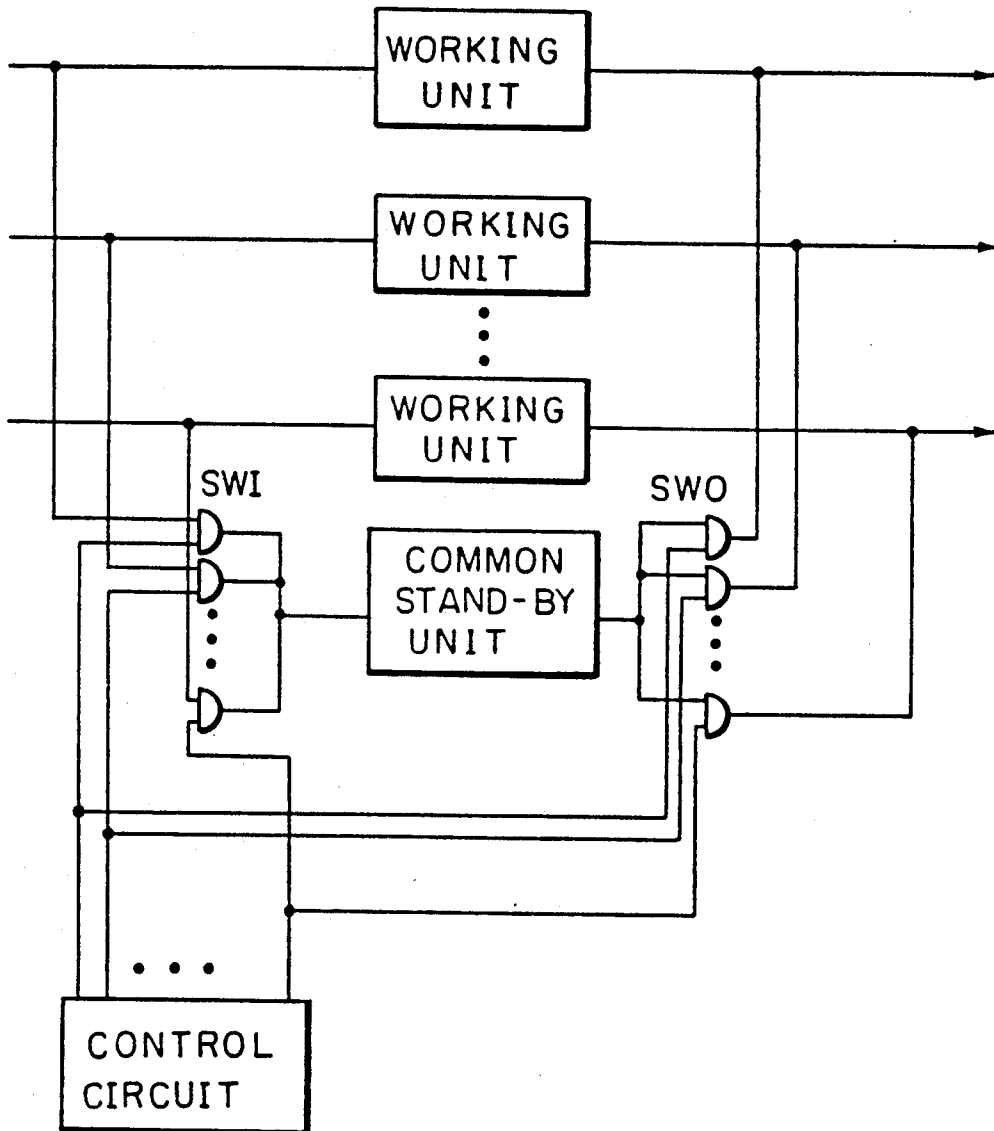 WORKING
UNIT
WORKING
UNIT
WORKING
UNIT
SWI
SWO
COMMON
STAND-BY
UNIT
CONTROL
CIRCUIT